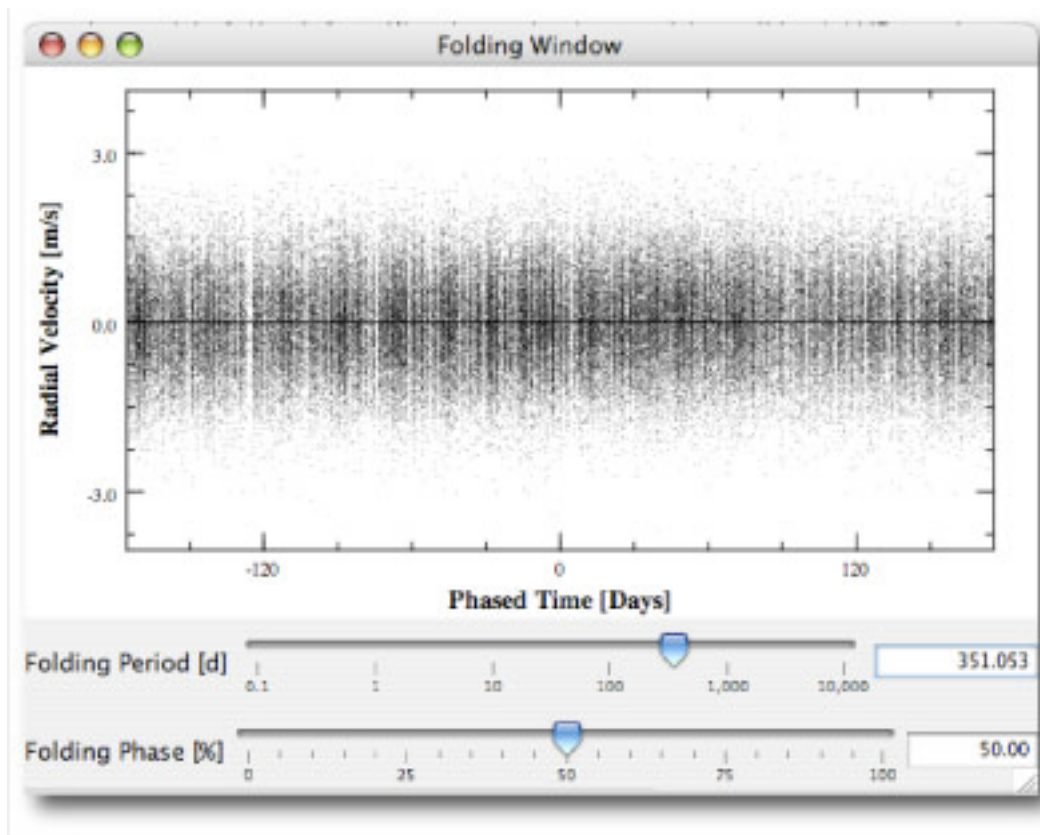 Folding Window
3.0
0.0
-3.0
Radial Velocity [m/s]
-120 0 120
Phased Time [Days]
Folding Period [d] 351.053
0.1 1 10 100 1,000 10,000
Folding Phase [%] 50.00
0 25 50 75 100